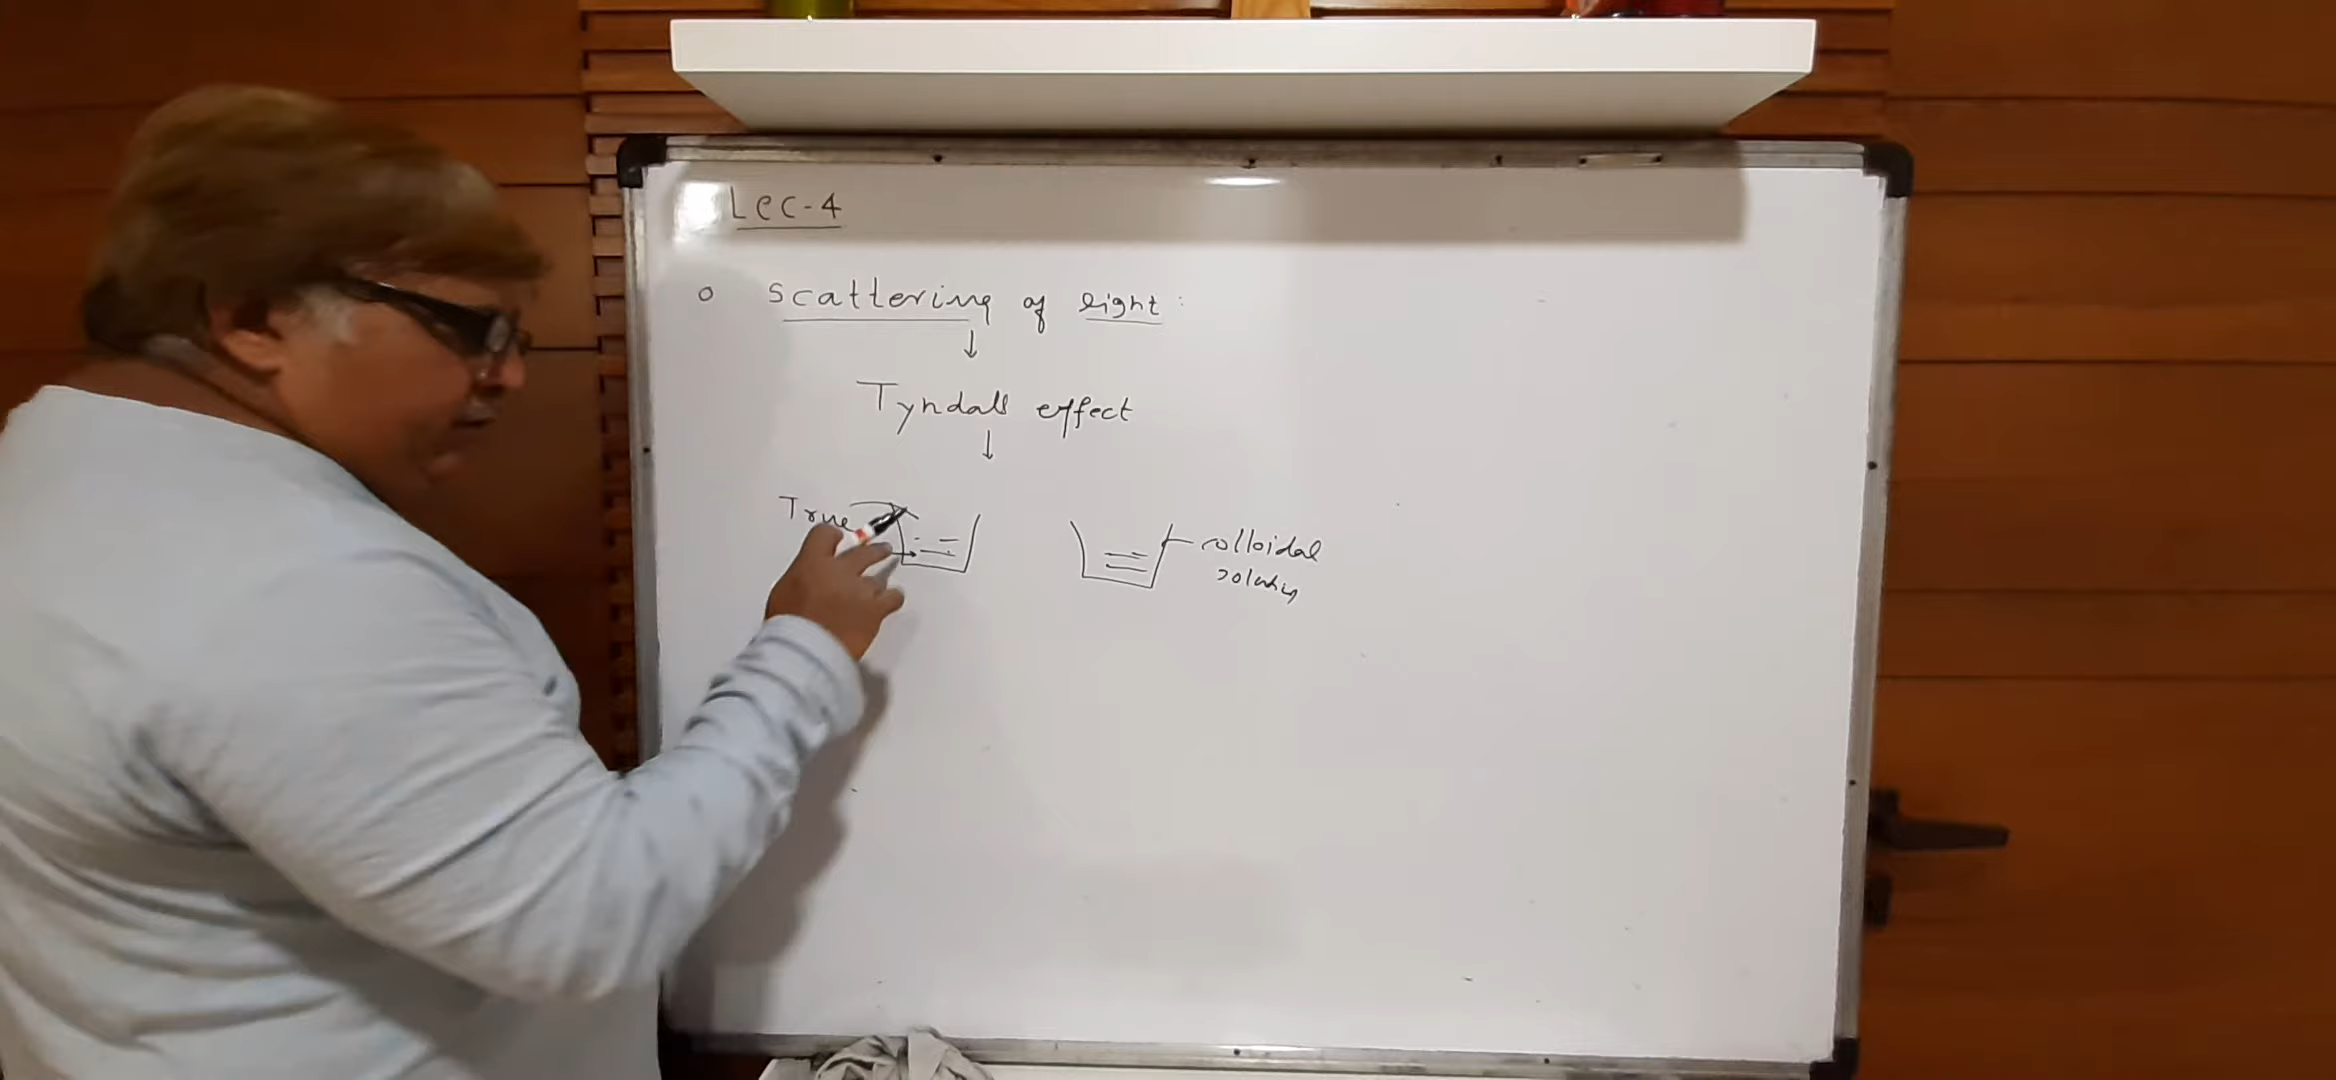 Lec-4
o Scattering of light:
↓
Tyndall effect
↓
True
colloidal
solution